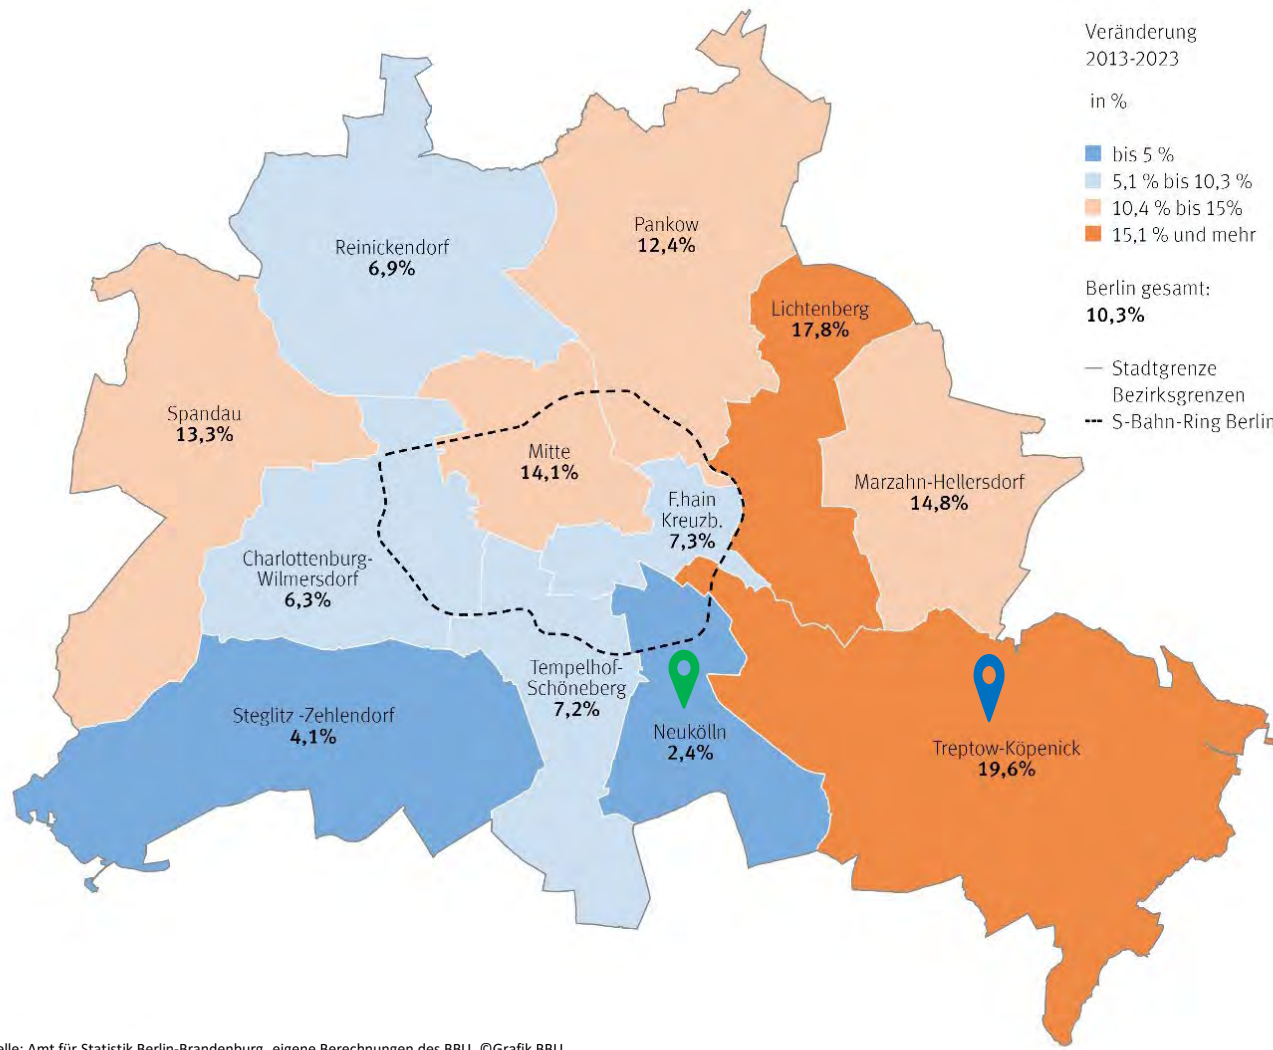 Veränderung
2013-2023
in %
bis 5 %
5,1 % bis 10,3 %
10,4 % bis 15%
15,1 % und mehr
Berlin gesamt:
10,3%
Stadtgrenze
Bezirksgrenzen
S-Bahn-Ring Berlin
Pankow
12,4%
Reinickendorf
6,9%
Lichtenberg
17,8%
Spandau
13,3%
Mitte
14,1%
Marzahn-Hellersdorf
14,8%
F.hain
Kreuzb.
7,3%
Charlottenburg-
Wilmersdorf
6,3%
Tempelhof-
Schöneberg
7,2%
Steglitz -Zehlendorf
4,1%
Neukölln
2,4%
Treptow-Köpenick
19,6%
elle: Amt für Statistik Berlin-Brandenburg, eigene Berechnungen des BBU, ©Grafik BBU